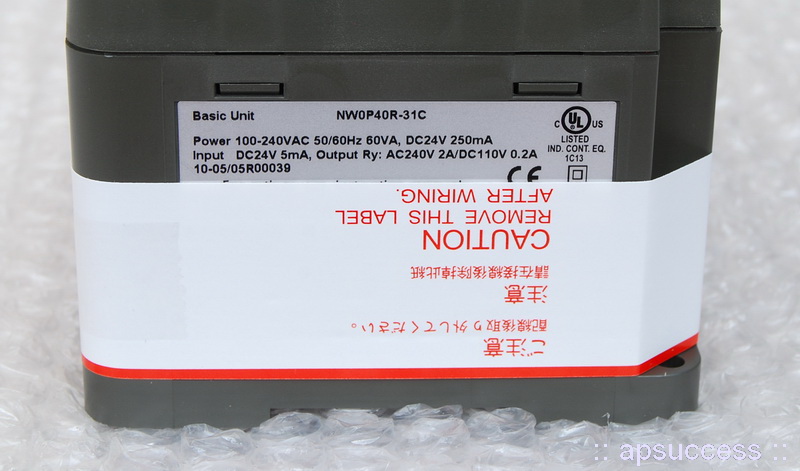 Basic Unit NW0P40R-31C
Power 100-240VAC 50/60Hz 60VA, DC24V 250mA
Input DC24V 5mA, Output Ry: AC240V 2A/DC110V 0.2A
10-05/05R00039
C UL US
LISTED
IND. CONT. EQ.
1C13
CE
ご注意
配線後取り外してください。
注意
請在接線後除掉此紙
CAUTION
REMOVE THIS LABEL
AFTER WIRING.
:: apsuccess ::